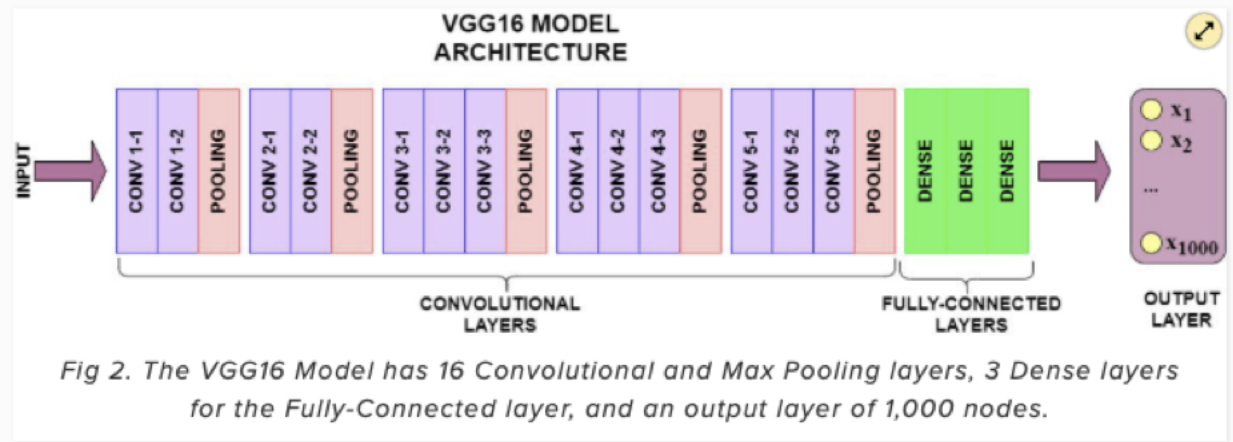 VGG16 MODEL
ARCHITECTURE
INPUT
CONV 1-1
CONV 1-2
POOLING
CONV 2-1
CONV 2-2
POOLING
CONV 3-1
CONV 3-2
CONV 3-3
POOLING
CONV 4-1
CONV 4-2
CONV 4-3
POOLING
CONV 5-1
CONV 5-2
CONV 5-3
POOLING
DENSE
DENSE
DENSE
x1
x2
...
x1000
CONVOLUTIONAL
LAYERS
FULLY-CONNECTED
LAYERS
OUTPUT
LAYER
Fig 2. The VGG16 Model has 16 Convolutional and Max Pooling layers, 3 Dense layers
for the Fully-Connected layer, and an output layer of 1,000 nodes.